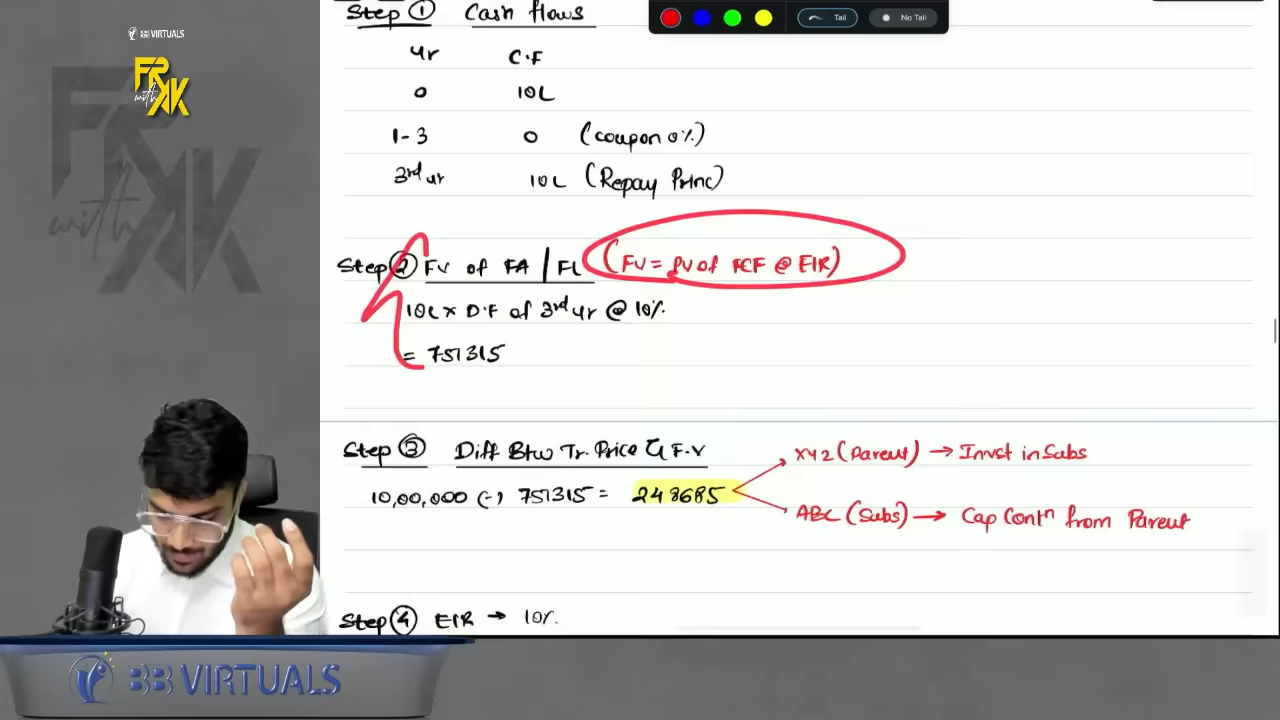 Step ① Cash flows
Tail
No Tail
BB VIRTUALS
FR
with
AK
Yr C.F
0 10L
1-3 0 (coupon 0%)
3rd yr 10L (Repay Princ)
Step ② FV of FA / FL (FV = PV of FCF @ EIR)
10L x D.F of 3rd yr @ 10%.
= 751315
Step ③ Diff Btw Tr. Price & F.V
XYZ (Parent) → Invst in Subs
10,00,000 (-) 751315 = 248685
ABC (Subs) → Cap Contn from Parent
Step ④ EIR → 10%.
BB VIRTUALS